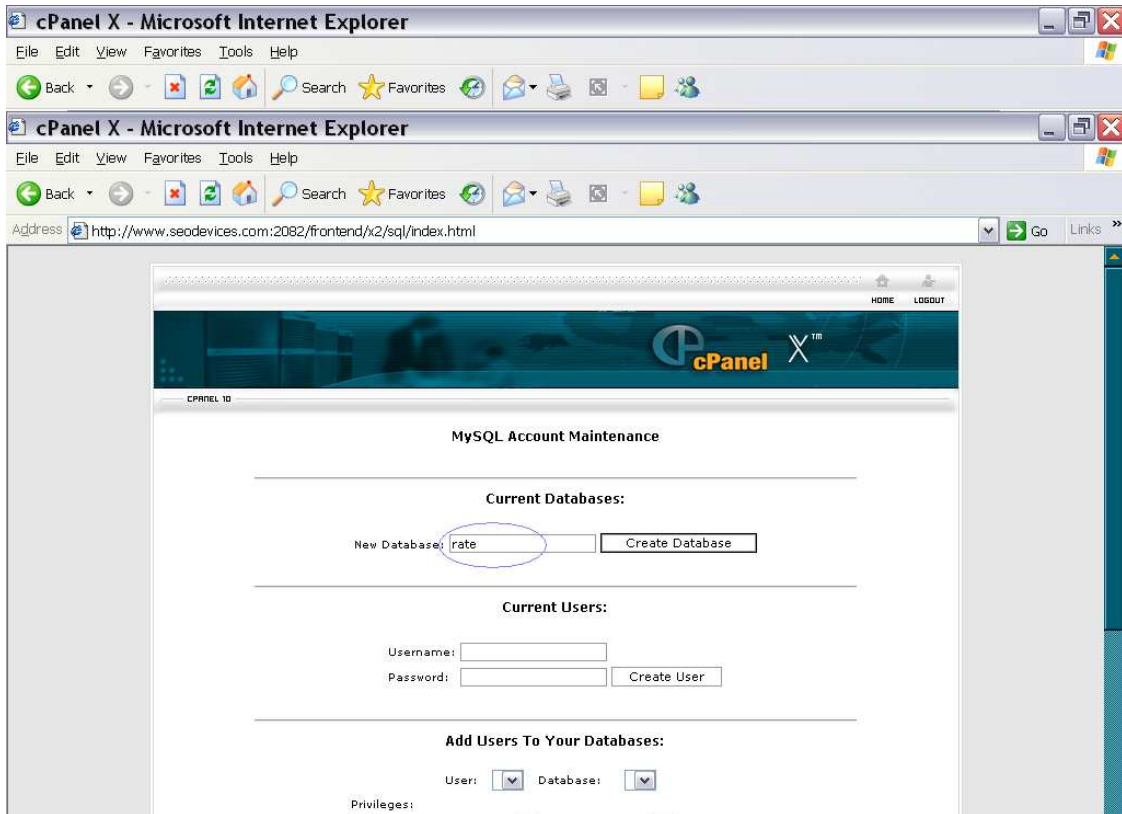 cPanel X - Microsoft Internet Explorer
File Edit View Favorites Tools Help
Back Search Favorites
cPanel X - Microsoft Internet Explorer
File Edit View Favorites Tools Help
Back Search Favorites
Address http://www.seodevices.com:2082/frontend/x2/sql/index.html Go Links »
HOME LOGOUT
cPanel X™
CPANEL 10
MySQL Account Maintenance
Current Databases:
New Database: rate Create Database
Current Users:
Username:
Password: Create User
Add Users To Your Databases:
User: Database:
Privileges: